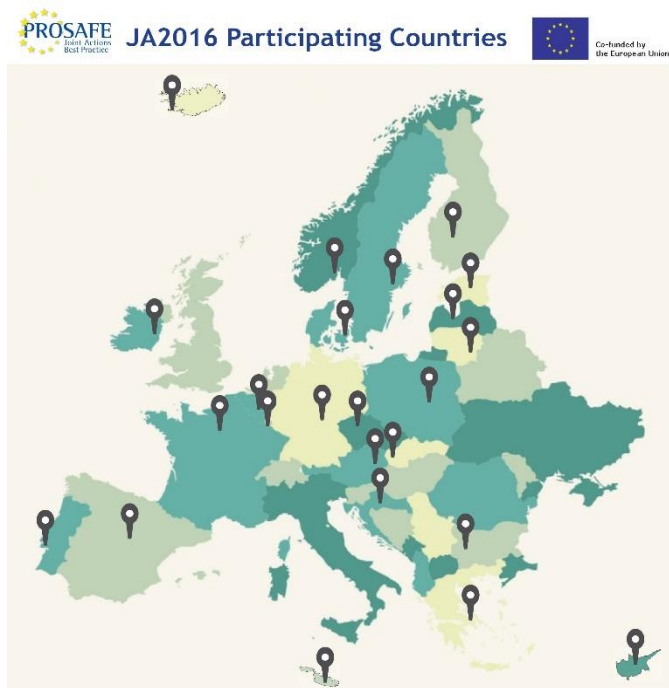 PROSAFE
Joint Actions
Best Practice
JA2016 Participating Countries
Co-funded by
the European Union